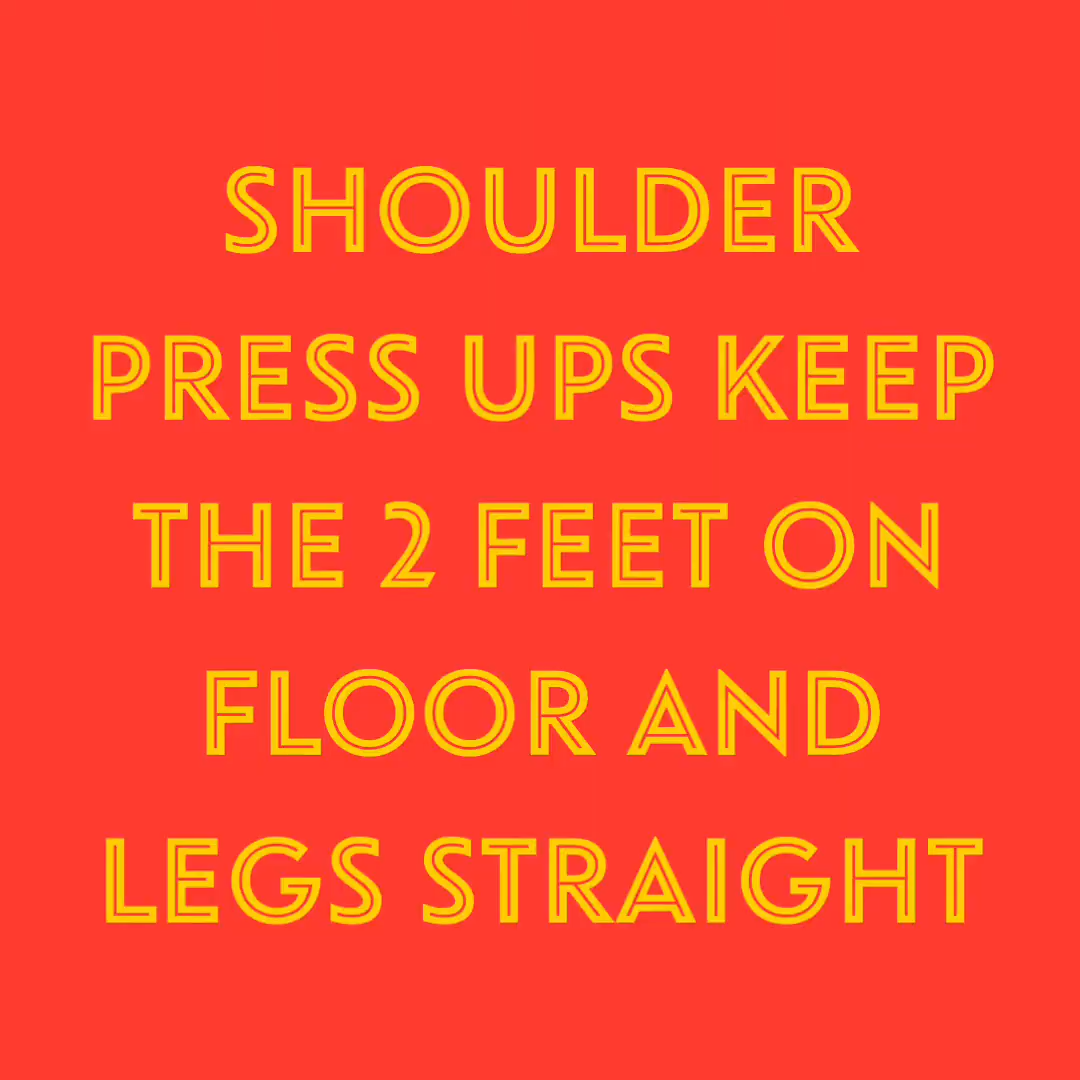 SHOULDER
PRESS UPS KEEP
THE 2 FEET ON
FLOOR AND
LEGS STRAIGHT